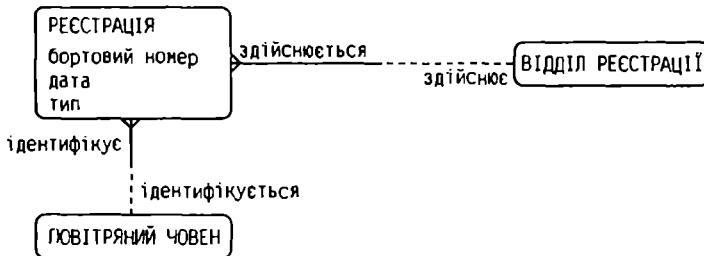 РЕЄСТРАЦІЯ
бортовий номер
дата
тип
здійснюється
здійснює
ВІДДІЛ РЕЄСТРАЦІЇ
ідентифікує
ідентифікується
ПОВІТРЯНИЙ ЧОВЕН